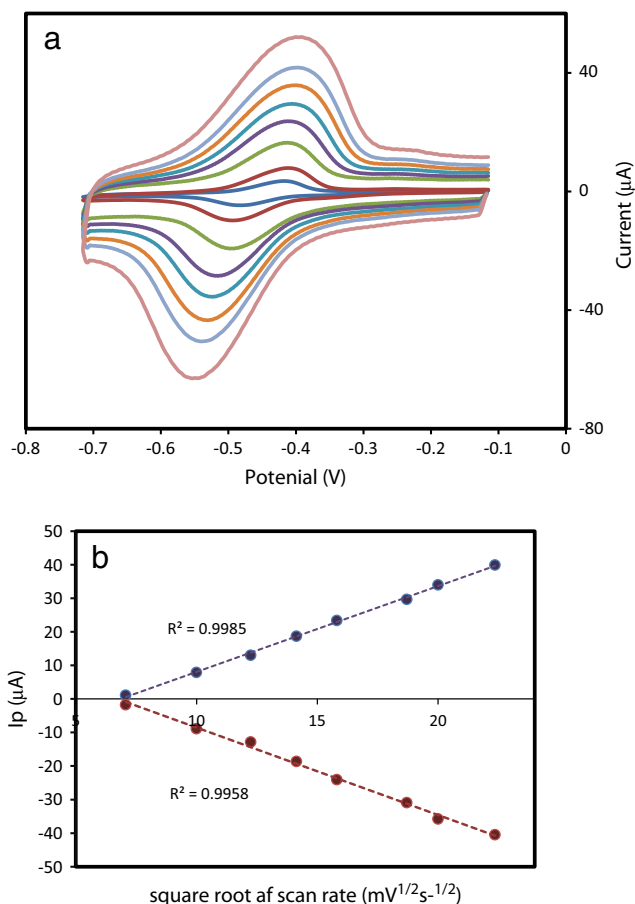 a
40
0
-40
-80
Current (µA)
-0.8 -0.7 -0.6 -0.5 -0.4 -0.3 -0.2 -0.1 0
Potenial (V)
b
50
40
30
20
10
0
-10
-20
-30
-40
-50
Ip (µA)
R² = 0.9985
5 10 15 20
R² = 0.9958
square root af scan rate (mV^1/2s-^1/2)